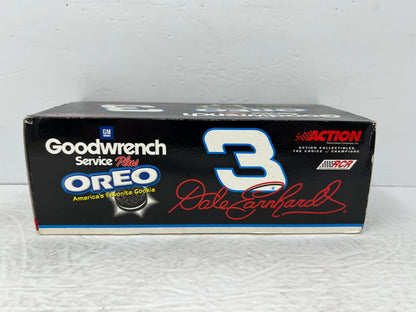 GM
Goodwrench
Service Plus
OREO
America's Favorite Cookie
3
Dale Earnhardt
ACTION
ACTION COLLECTIBLES,
THE CHOICE of CHAMPIONS
RCR